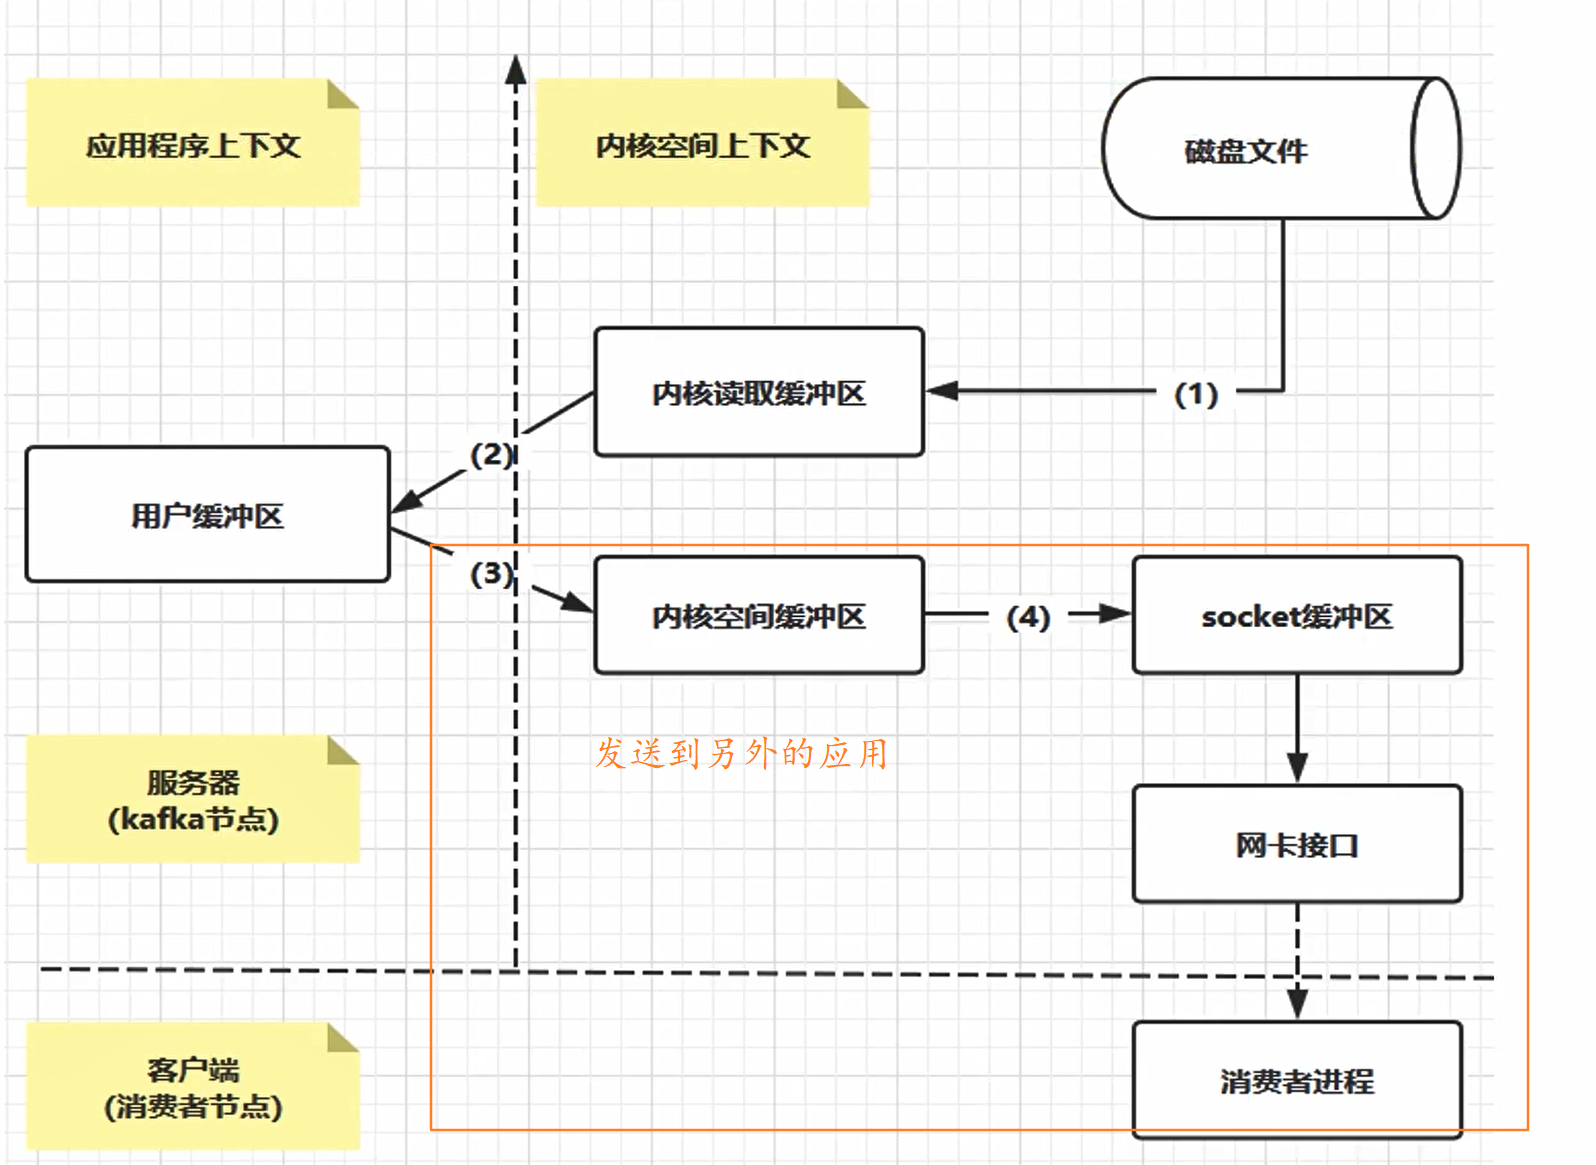 应用程序上下文
内核空间上下文
磁盘文件
内核读取缓冲区
(1)
(2)
用户缓冲区
(3)
内核空间缓冲区
(4)
socket缓冲区
发送到另外的应用
服务器
(kafka节点)
网卡接口
客户端
(消费者节点)
消费者进程